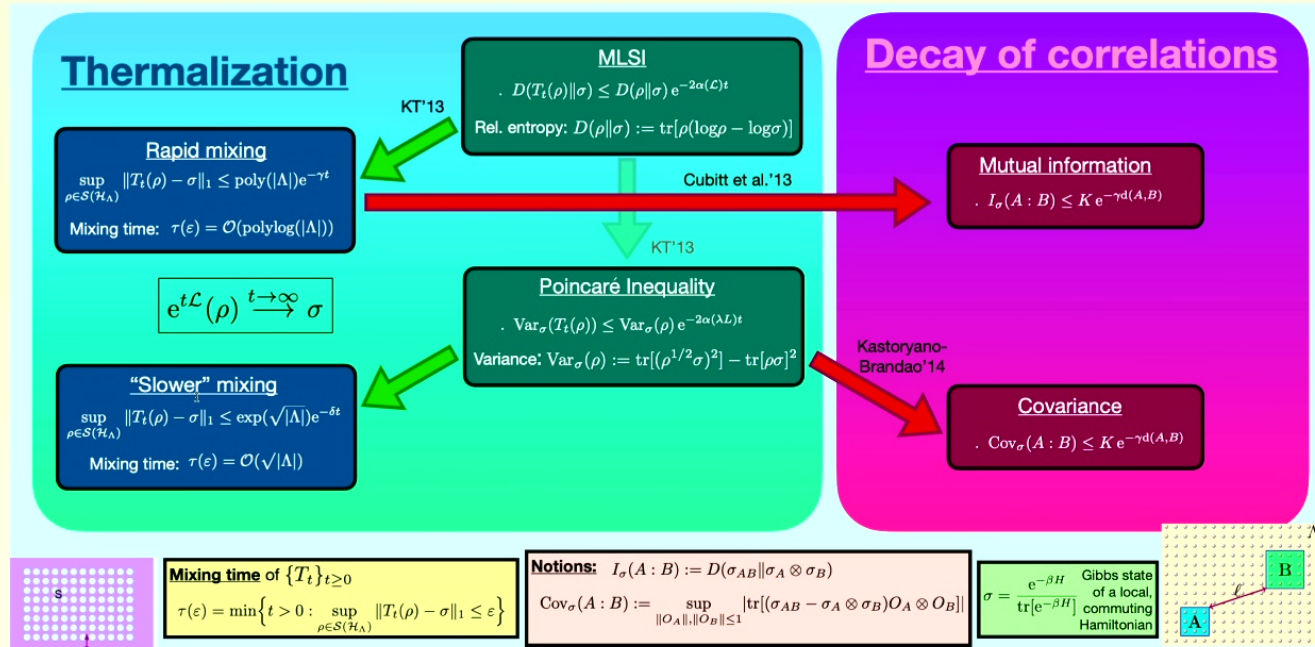 Thermalization
Decay of correlations
MLSI
. D(T_t(ρ)‖σ) ≤ D(ρ‖σ) e^{−2α(ℒ)t}
Rel. entropy: D(ρ‖σ) := tr[ρ(logρ − logσ)]
KT'13
Rapid mixing
sup_{ρ∈𝒮(ℋ_Λ)} ‖T_t(ρ) − σ‖_1 ≤ poly(|Λ|)e^{−γt}
Mixing time: τ(ε) = 𝒪(polylog(|Λ|))
Cubitt et al.'13
Mutual information
. I_σ(A : B) ≤ K e^{−γd(A,B)}
KT'13
e^{tℒ}(ρ) t→∞ ⟶ σ
Poincaré Inequality
. Var_σ(T_t(ρ)) ≤ Var_σ(ρ) e^{−2α(λL)t}
Variance: Var_σ(ρ) := tr[(ρ^{1/2}σ)^2] − tr[ρσ]^2
Kastoryano-
Brandao'14
"Slower" mixing
sup_{ρ∈𝒮(ℋ_Λ)} ‖T_t(ρ) − σ‖_1 ≤ exp(√|Λ|)e^{−δt}
Mixing time: τ(ε) = 𝒪(√|Λ|)
Covariance
. Cov_σ(A : B) ≤ K e^{−γd(A,B)}
S
Mixing time of {T_t}_{t≥0}
τ(ε) = min{t > 0 : sup_{ρ∈𝒮(ℋ_Λ)} ‖T_t(ρ) − σ‖_1 ≤ ε}
Notions: I_σ(A : B) := D(σ_{AB}‖σ_A ⊗ σ_B)
Cov_σ(A : B) := sup_{‖O_A‖,‖O_B‖≤1} |tr[(σ_{AB} − σ_A ⊗ σ_B)O_A ⊗ O_B]|
σ = e^{−βH} / tr[e^{−βH}]
Gibbs state
of a local,
commuting
Hamiltonian
B
ℓ
A